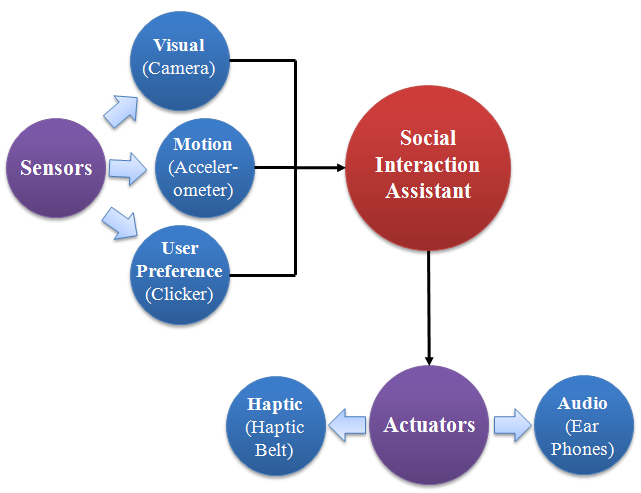 Visual
(Camera)
Sensors
Motion
(Acceler-
ometer)
User
Preference
(Clicker)
Social
Interaction
Assistant
Haptic
(Haptic
Belt)
Actuators
Audio
(Ear
Phones)